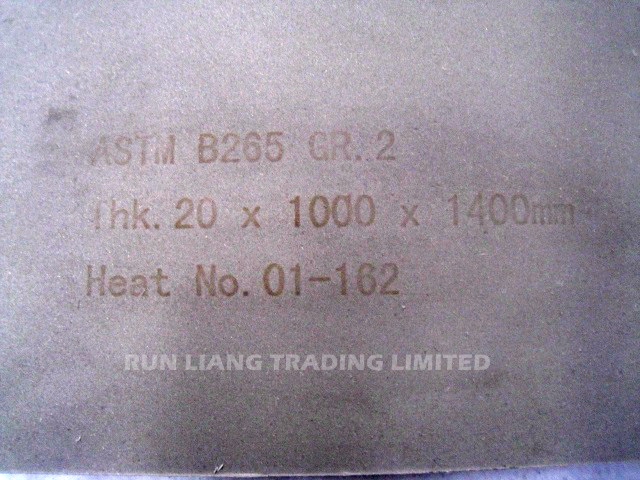 ASTM B265 GR..2
Thk.20 x 1000 x 1400mm
Heat No.01-162
RUN LIANG TRADING LIMITED